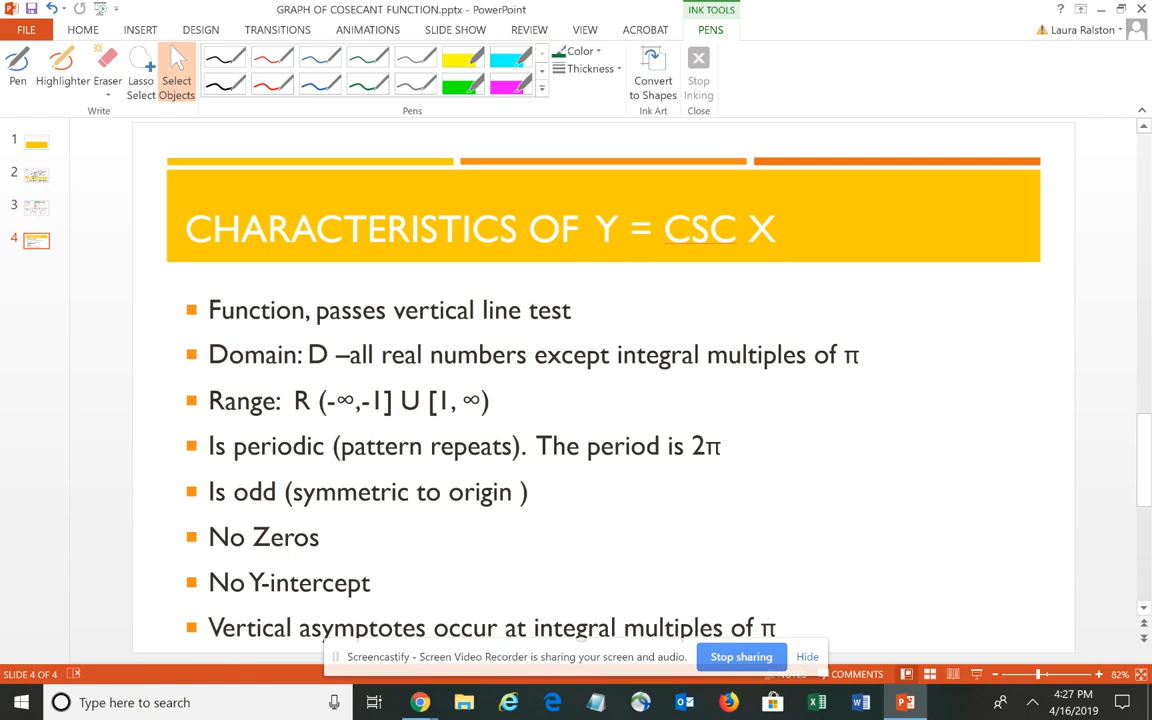 GRAPH OF COSECANT FUNCTION.pptx - PowerPoint
INK TOOLS
FILE HOME INSERT DESIGN TRANSITIONS ANIMATIONS SLIDE SHOW REVIEW VIEW ACROBAT PENS
Laura Ralston
Pen Highlighter Eraser Lasso Select Select Objects
Color
Thickness
Convert to Shapes
Stop Inking
Write Pens Ink Art Close
1
2
3
4
CHARACTERISTICS OF Y = CSC X
Function, passes vertical line test
Domain: D –all real numbers except integral multiples of π
Range: R (-∞,-1] U [1, ∞)
Is periodic (pattern repeats). The period is 2π
Is odd (symmetric to origin )
No Zeros
No Y-intercept
Vertical asymptotes occur at integral multiples of π
Screencastify - Screen Video Recorder is sharing your screen and audio. Stop sharing Hide
SLIDE 4 OF 4 NOTES COMMENTS 82%
Type here to search
4:27 PM
4/16/2019